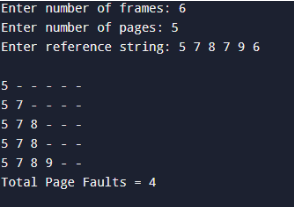 Enter number of frames: 6
Enter number of pages: 5
Enter reference string: 5 7 8 7 9 6
5 - - - - -
5 7 - - - -
5 7 8 - - -
5 7 8 - - -
5 7 8 9 - -
Total Page Faults = 4